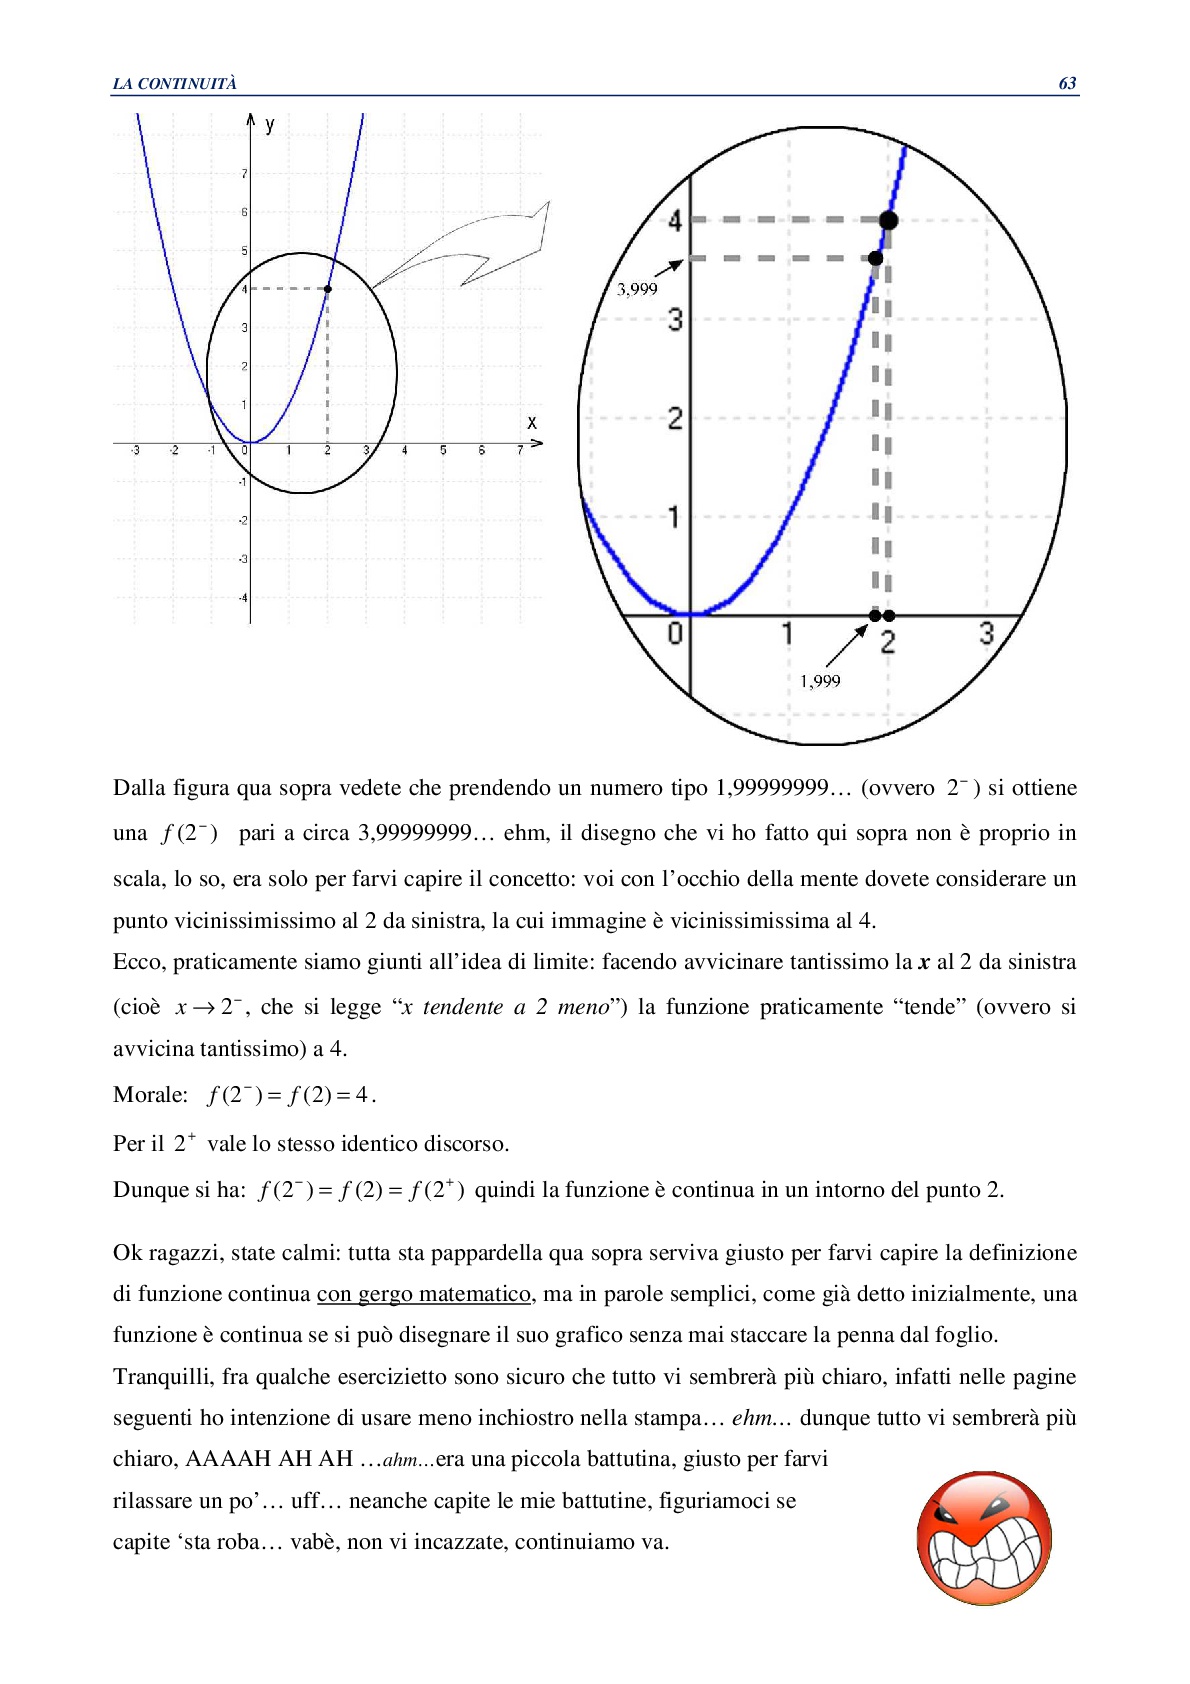 LA CONTINUITÀ 63
y
7
6
5
4
3
2
1
x
-3 -2 -1 0 1 2 3 4 5 6 7
-1
-2
-3
-4
4
3,999
3
2
1
0 1 2 3
1,999
Dalla figura qua sopra vedete che prendendo un numero tipo 1,99999999… (ovvero 2⁻ ) si ottiene
una f (2⁻ ) pari a circa 3,99999999… ehm, il disegno che vi ho fatto qui sopra non è proprio in
scala, lo so, era solo per farvi capire il concetto: voi con l’occhio della mente dovete considerare un
punto vicinissimissimo al 2 da sinistra, la cui immagine è vicinissimissima al 4.
Ecco, praticamente siamo giunti all’idea di limite: facendo avvicinare tantissimo la x al 2 da sinistra
(cioè x → 2⁻, che si legge “x tendente a 2 meno”) la funzione praticamente “tende” (ovvero si
avvicina tantissimo) a 4.
Morale: f (2⁻ ) = f (2) = 4 .
Per il 2⁺ vale lo stesso identico discorso.
Dunque si ha: f (2⁻ ) = f (2) = f (2⁺ ) quindi la funzione è continua in un intorno del punto 2.
Ok ragazzi, state calmi: tutta sta pappardella qua sopra serviva giusto per farvi capire la definizione
di funzione continua con gergo matematico, ma in parole semplici, come già detto inizialmente, una
funzione è continua se si può disegnare il suo grafico senza mai staccare la penna dal foglio.
Tranquilli, fra qualche esercizietto sono sicuro che tutto vi sembrerà più chiaro, infatti nelle pagine
seguenti ho intenzione di usare meno inchiostro nella stampa… ehm… dunque tutto vi sembrerà più
chiaro, AAAAH AH AH …ahm…era una piccola battutina, giusto per farvi
rilassare un po’… uff… neanche capite le mie battutine, figuriamoci se
capite ‘sta roba… vabè, non vi incazzate, continuiamo va.